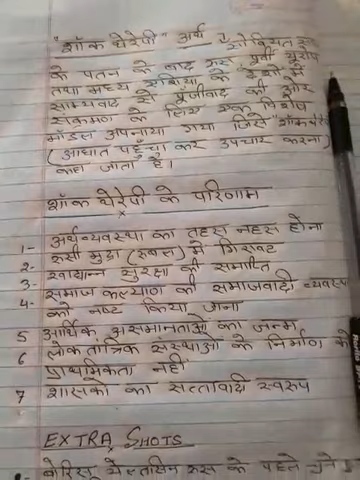 "शॉक थेरेपी" अर्थ ⇒ सोवियत संघ
के पतन के बाद रूस, पूर्वी यूरोप
तथा मध्य एशिया के देशों में
साम्यवाद से पूंजीवाद की ओर
संक्रमण के लिए एक विशेष
मॉडल अपनाया गया जिसे "शॉक थेरेपी
(आघात पहुँचा कर उपचार करना)
कहा जाता है।
शॉक थेरेपी के परिणाम
1- अर्थव्यवस्था का तहस नहस होना
2- रूसी मुद्रा (रुबल) में गिरावट
3- खाद्यान्न सुरक्षा की समाप्ति
4- समाज कल्याण की समाजवादी व्यवस्था
को नष्ट किया जाना
5 आर्थिक असमानताओं का जन्म
6 लोकतांत्रिक संस्थाओं के निर्माण को
प्राथमिकता नहीं
7 शासकों का सत्तावादी स्वरूप
EXTRA SHOTS
बोरिस येल्तसिन रूस के पहले चुने